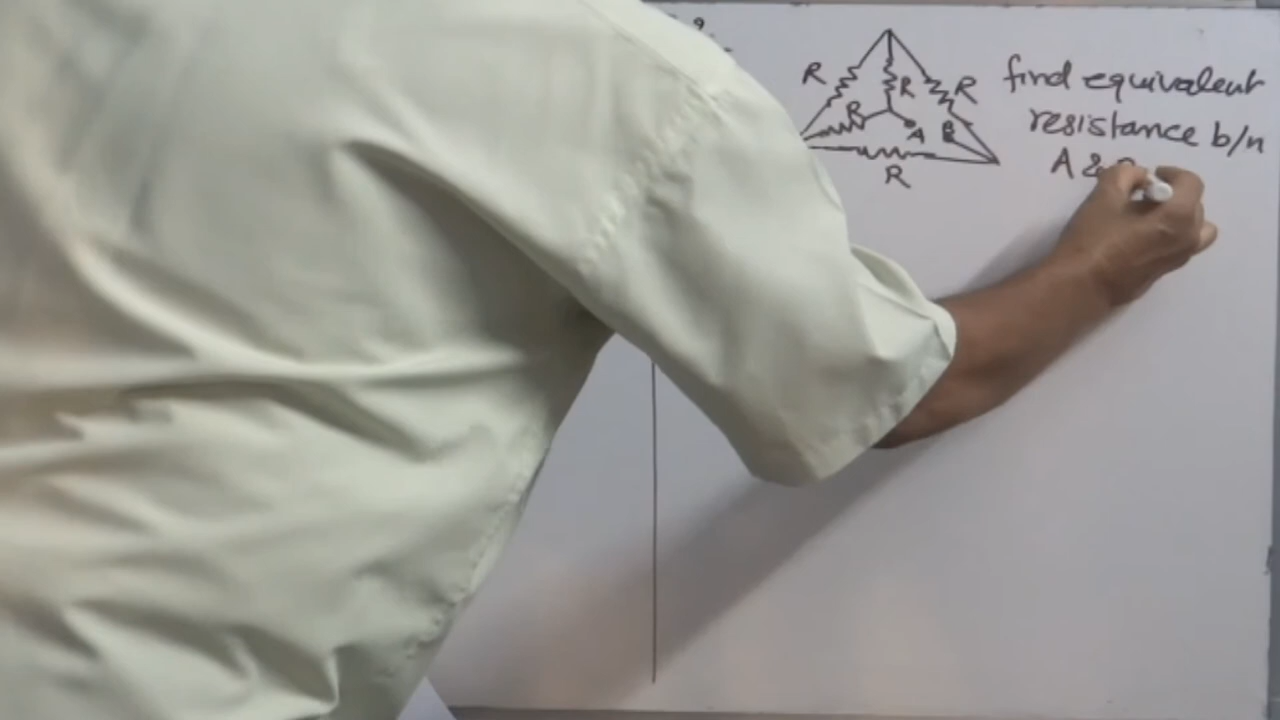 R R R
R A B
R
find equivalent
resistance b/n
A &